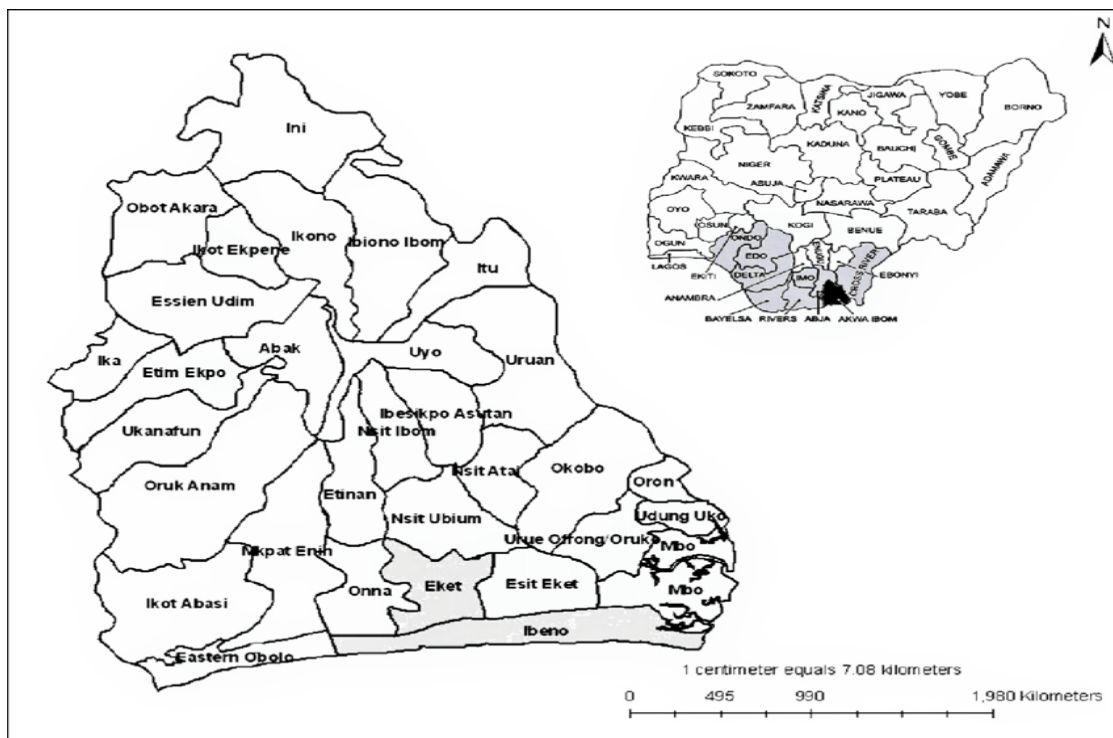 N
SOKOTO
KATSINA
JIGAWA
YOBE
BORNO
ZAMFARA
KANO
KEBBI
KADUNA
BAUCHI
GOMBE
ADAMAWA
NIGER
KWARA
ABUJA
PLATEAU
NASARAWA
TARABA
OYO
OSUN
KOGI
BENUE
OGUN
ONDO
EDO
LAGOS
EKITI
DELTA
IMO
CROSS RIVER
EBONYI
ANAMBRA
BAYELSA
RIVERS
ABIA
AKWA IBOM
Ini
Obot Akara
Ikot Ekpene
Ikono
Ibiono Ibom
Itu
Essien Udim
Ika
Abak
Uyo
Uruan
Etim Ekpo
Ibesikpo Asutan
Ukanafun
Nsit Ibom
Oruk Anam
Etinan
Nsit Atai
Okobo
Oron
Nsit Ubium
Udung Uko
Urue Offong/Oruko
Mbo
Mkpat Enin
Ikot Abasi
Onna
Eket
Esit Eket
Mbo
Ibeno
Eastern Obolo
1 centimeter equals 7.08 kilometers
0 495 990 1,980 Kilometers